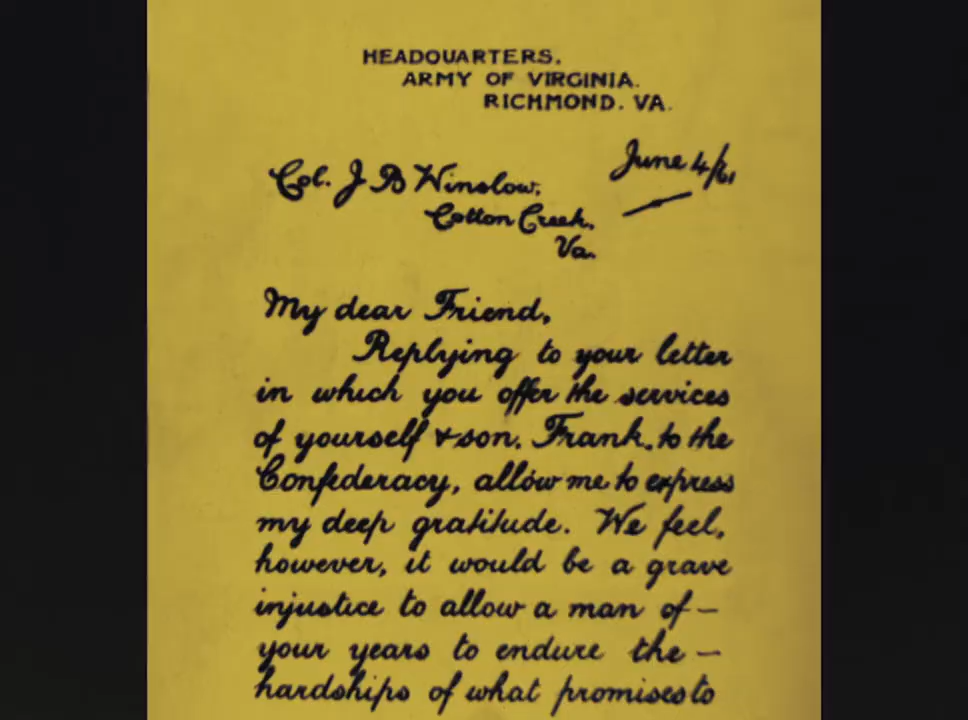 HEADQUARTERS.
ARMY OF VIRGINIA.
RICHMOND. VA.
June 4/61
Col. J B Winslow,
Cotton Creek,
Va.
My dear Friend,
Replying to your letter
in which you offer the services
of yourself & son, Frank, to the
Confederacy, allow me to express
my deep gratitude. We feel,
however, it would be a grave
injustice to allow a man of –
your years to endure the –
hardships of what promises to